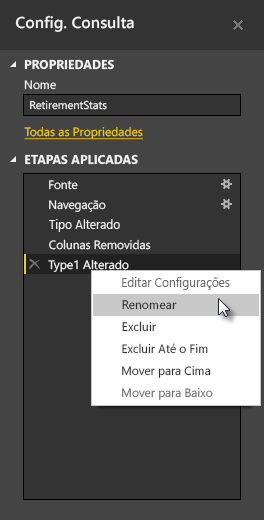 Config. Consulta
PROPRIEDADES
Nome
RetirementStats
Todas as Propriedades
ETAPAS APLICADAS
Fonte
Navegação
Tipo Alterado
Colunas Removidas
Type1 Alterado
Editar Configurações
Renomear
Excluir
Excluir Até o Fim
Mover para Cima
Mover para Baixo